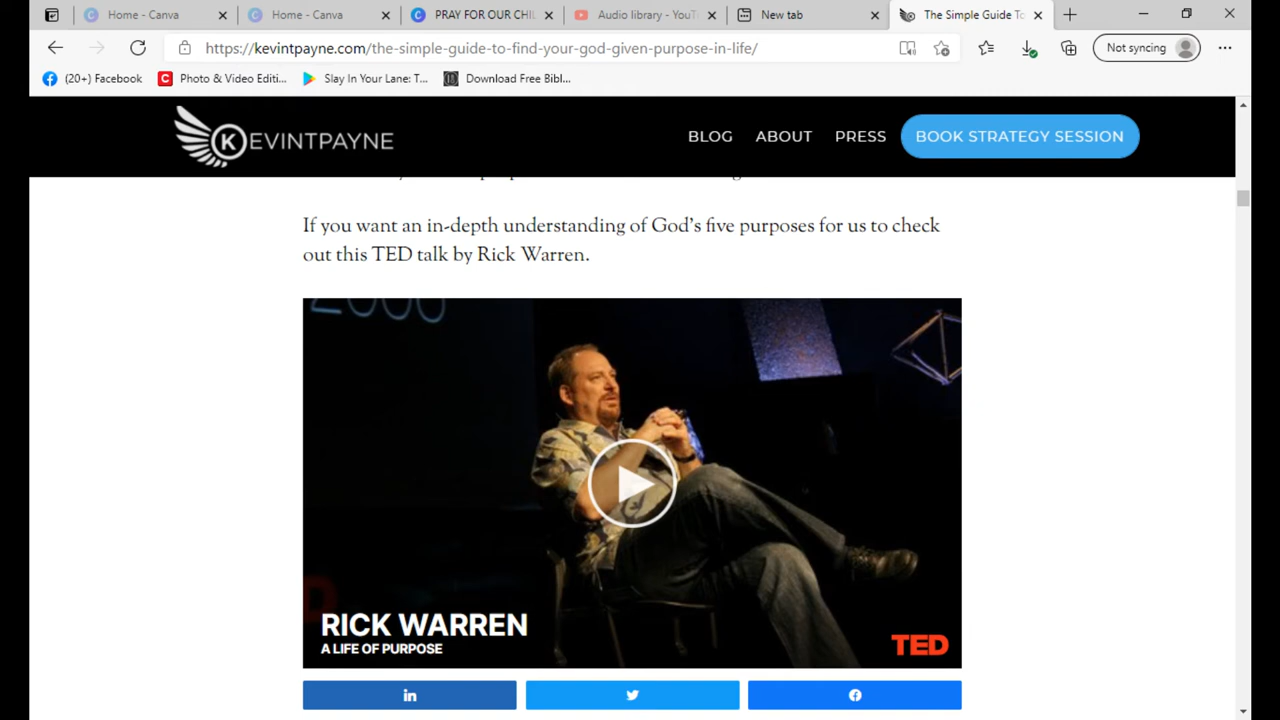 Home - Canva
Home - Canva
PRAY FOR OUR CHI
Audio library - YouT
New tab
The Simple Guide To
https://kevintpayne.com/the-simple-guide-to-find-your-god-given-purpose-in-life/
Not syncing
(20+) Facebook
Photo & Video Editi...
Slay In Your Lane: T...
Download Free Bibl...
KEVINTPAYNE
BLOG
ABOUT
PRESS
BOOK STRATEGY SESSION
If you want an in-depth understanding of God's five purposes for us to check
out this TED talk by Rick Warren.
RICK WARREN
A LIFE OF PURPOSE
TED
in